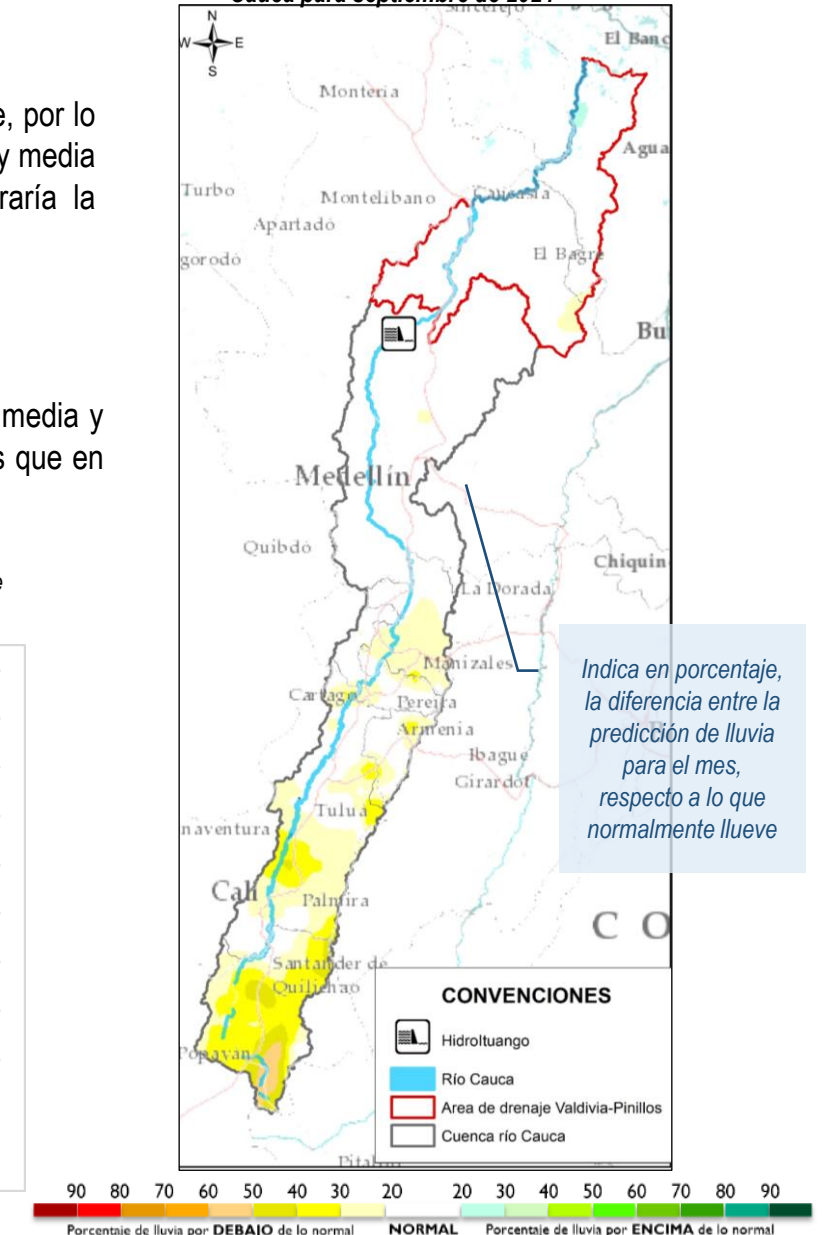 Cauca para septiembre de 2024
N
W E
S
Sincelejo
El Banc
Montería
e, por lo
y media
raría la
Agua
Turbo
Montelibano
Caucasia
Apartadó
gorodó
El Bagre
Bu
media y
s que en
Medellín
Quibdó
Chiquin
e
La Dorada
Manizales
Cartago
Pereira
Armenia
Ibague
Girardot
Tulua
naventura
Indica en porcentaje,
la diferencia entre la
predicción de lluvia
para el mes,
respecto a lo que
normalmente llueve
Cali
Palmira
C O
Santander de
Quilichao
Popayán
CONVENCIONES
HidroItuango
Río Cauca
Area de drenaje Valdivia-Pinillos
Cuenca río Cauca
90 80 70 60 50 40 30 20 20 30 40 50 60 70 80 90
Porcentaje de lluvia por DEBAJO de lo normal NORMAL Porcentaje de lluvia por ENCIMA de lo normal